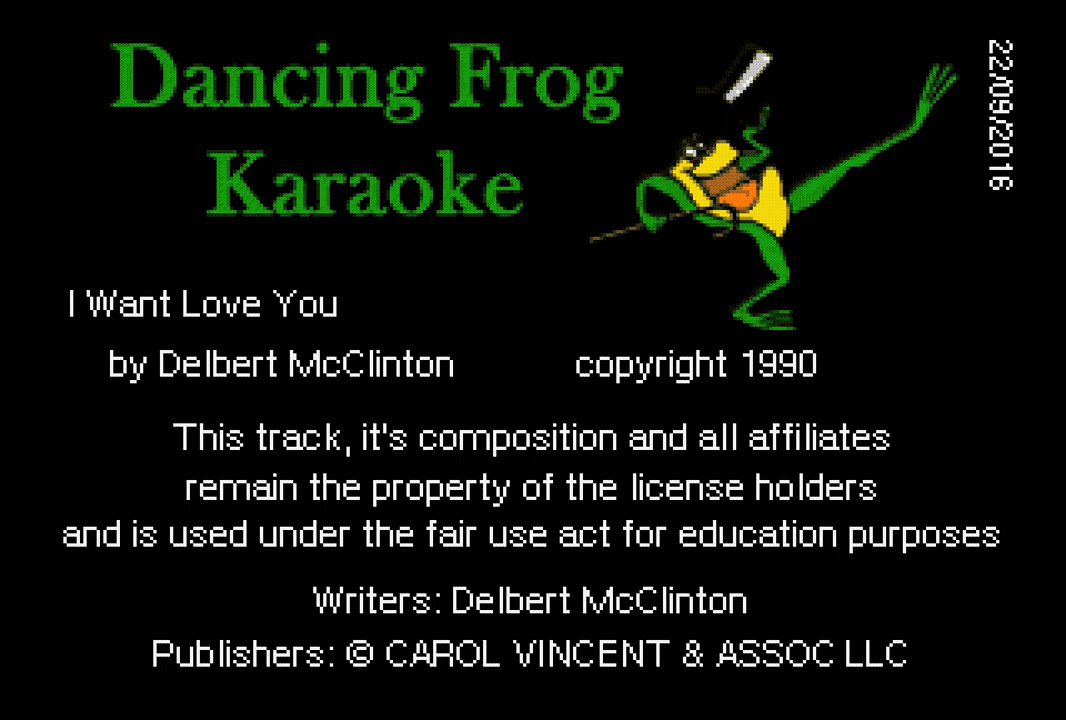 Dancing Frog
Karaoke
22/09/2016
I Want Love You
by Delbert McClinton copyright 1990
This track, it's composition and all affiliates
remain the property of the license holders
and is used under the fair use act for education purposes
Writers: Delbert McClinton
Publishers: © CAROL VINCENT & ASSOC LLC